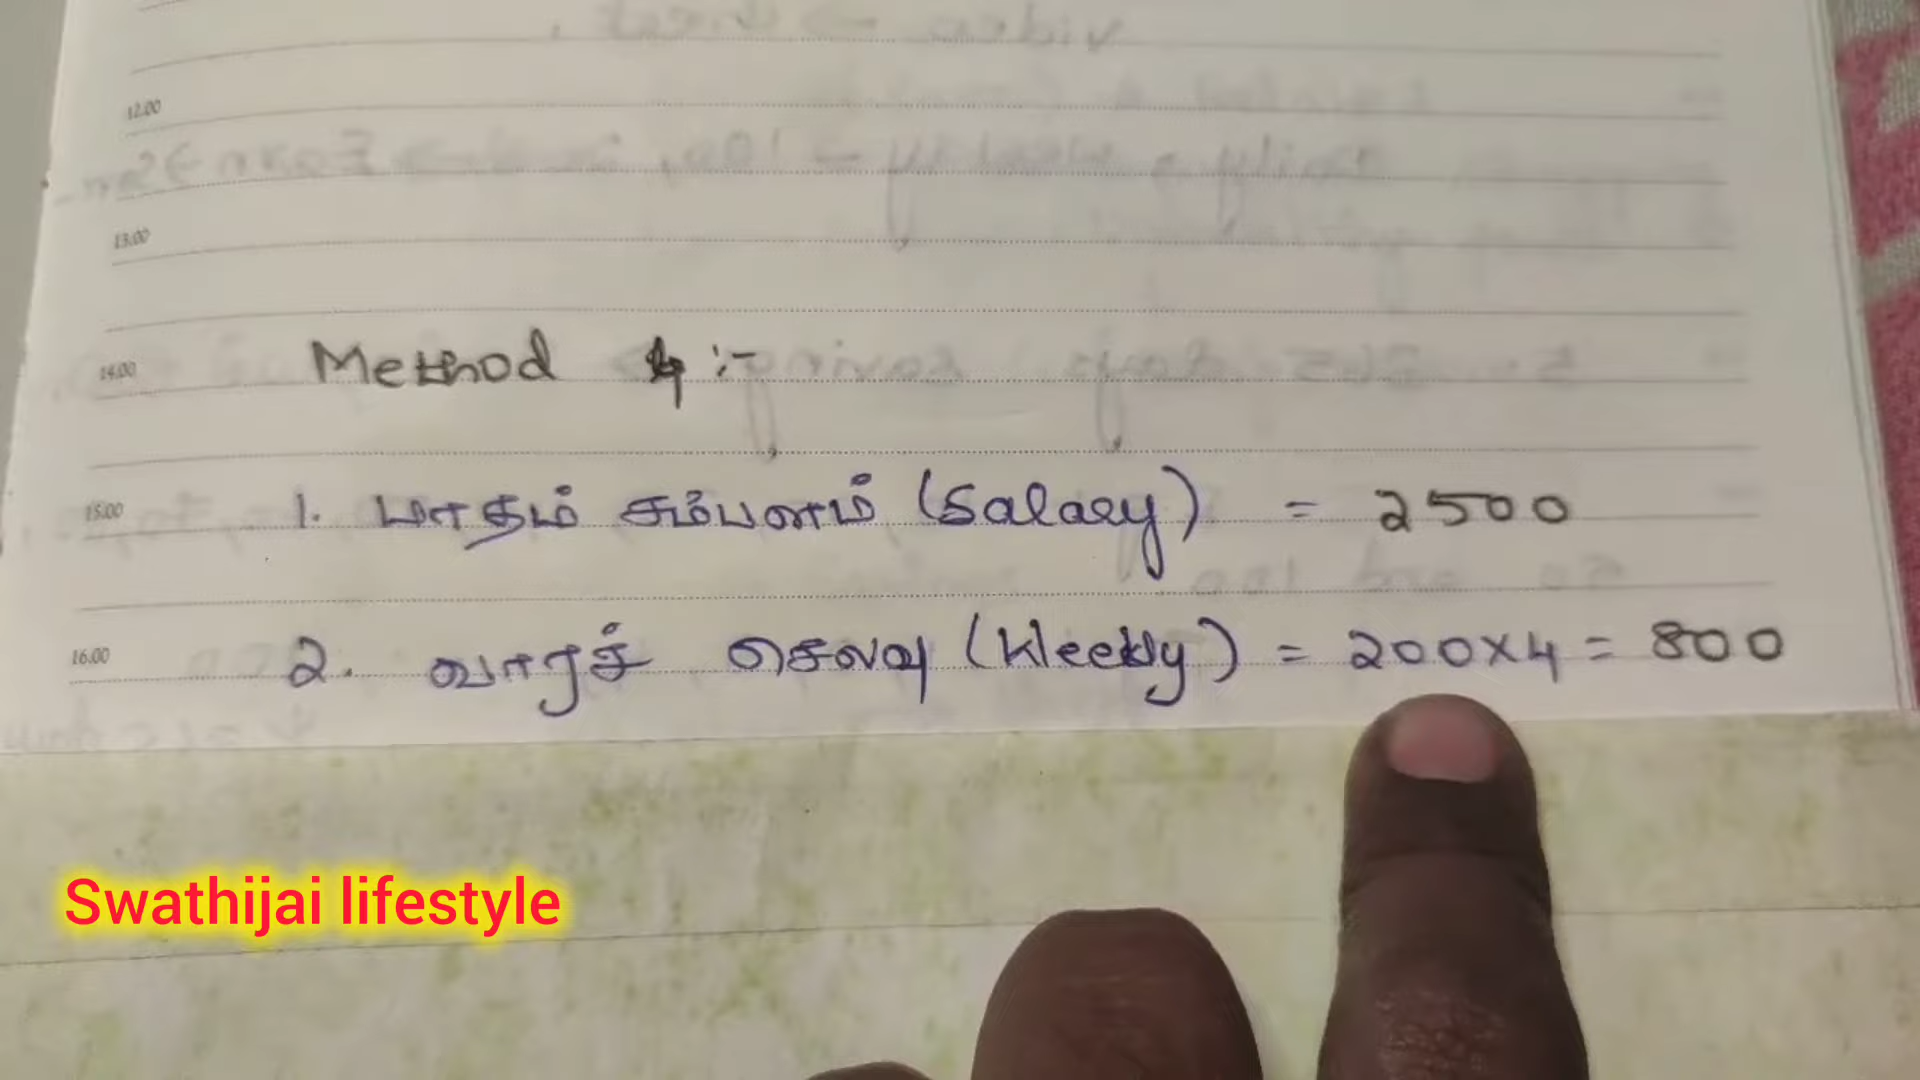 12.00
13.00
14.00 Method 4 :-
15.00 1. மாதம் சம்பளம் (Salary) = 2500
16.00 2. வாரச் செலவு (Weekly) = 200x4 = 800
Swathijai lifestyle